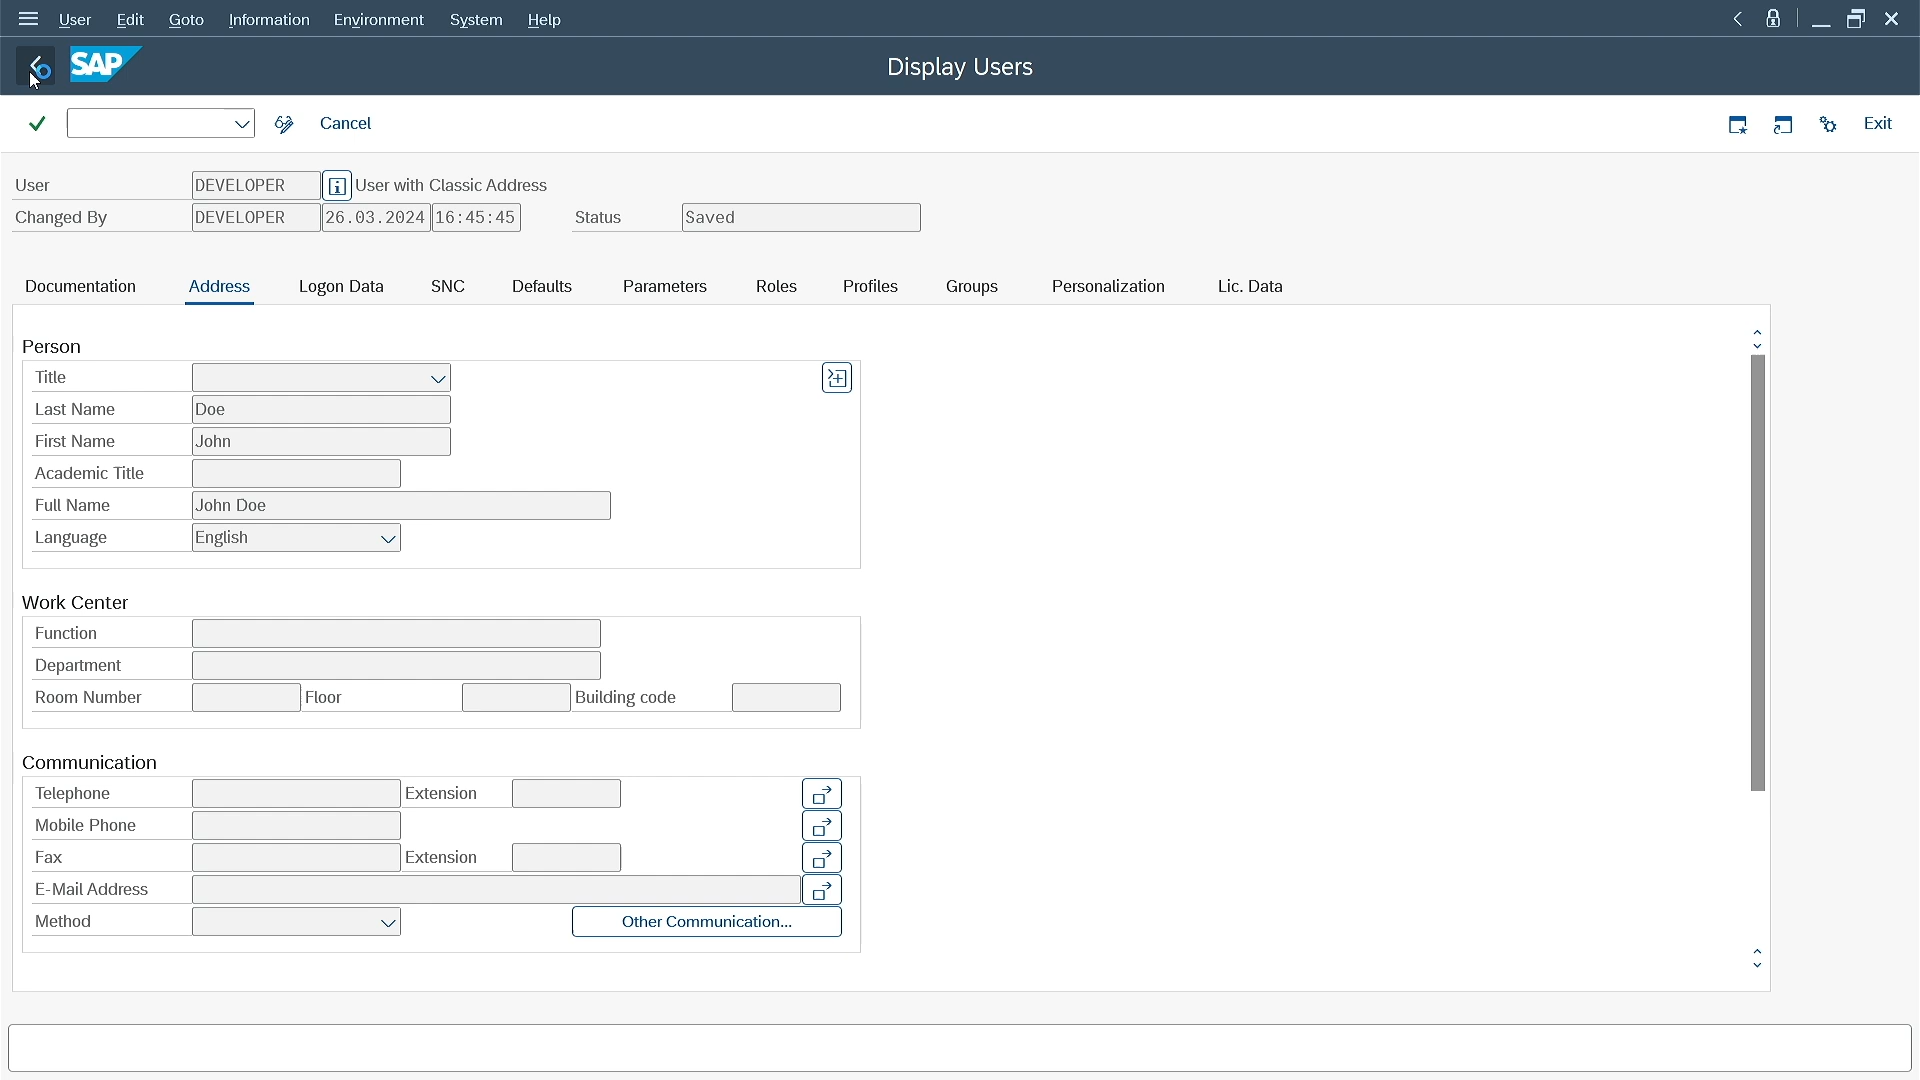 User Edit Goto Information Environment System Help
SAP Display Users
Cancel Exit
User DEVELOPER User with Classic Address
Changed By DEVELOPER 26.03.2024 16:45:45 Status Saved
Documentation Address Logon Data SNC Defaults Parameters Roles Profiles Groups Personalization Lic. Data
Person
Title
Last Name Doe
First Name John
Academic Title
Full Name John Doe
Language English
Work Center
Function
Department
Room Number Floor Building code
Communication
Telephone Extension
Mobile Phone
Fax Extension
E-Mail Address
Method Other Communication...